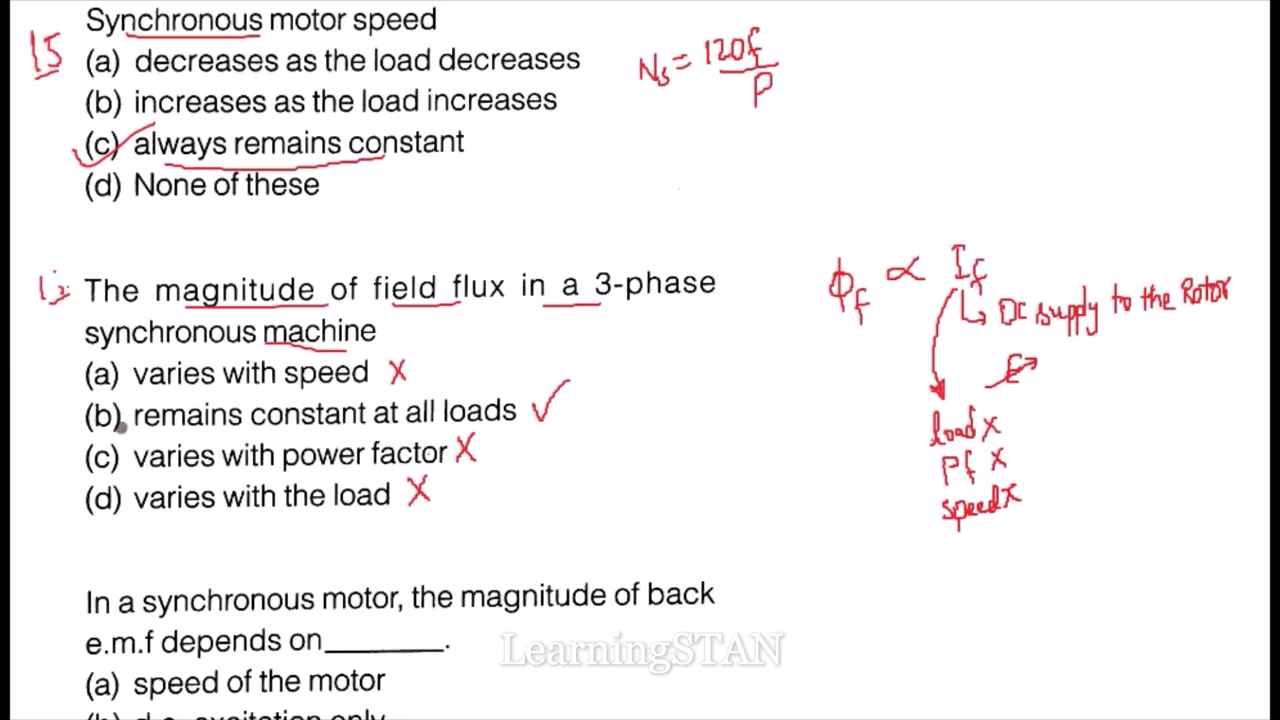 15
Synchronous motor speed
(a) decreases as the load decreases
(b) increases as the load increases
(c) always remains constant
(d) None of these
Ns = 120f
P
The magnitude of field flux in a 3-phase
synchronous machine
(a) varies with speed X
(b) remains constant at all loads ✓
(c) varies with power factor X
(d) varies with the load X
ϕf ∝ If
↳ DC supply to the Rotor
load x
Pf x
speed x
In a synchronous motor, the magnitude of back
e.m.f depends on________.
LearningSTAN
(a) speed of the motor